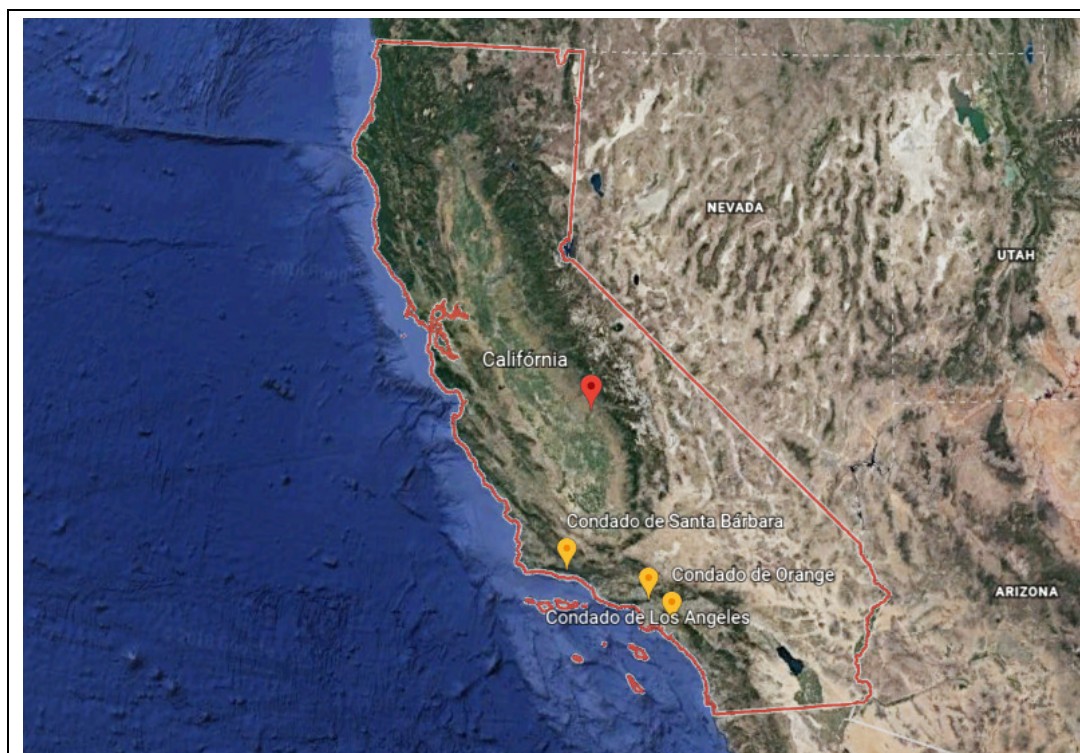 NEVADA
UTAH
Califórnia
Condado de Santa Bárbara
Condado de Orange
ARIZONA
Condado de Los Angeles